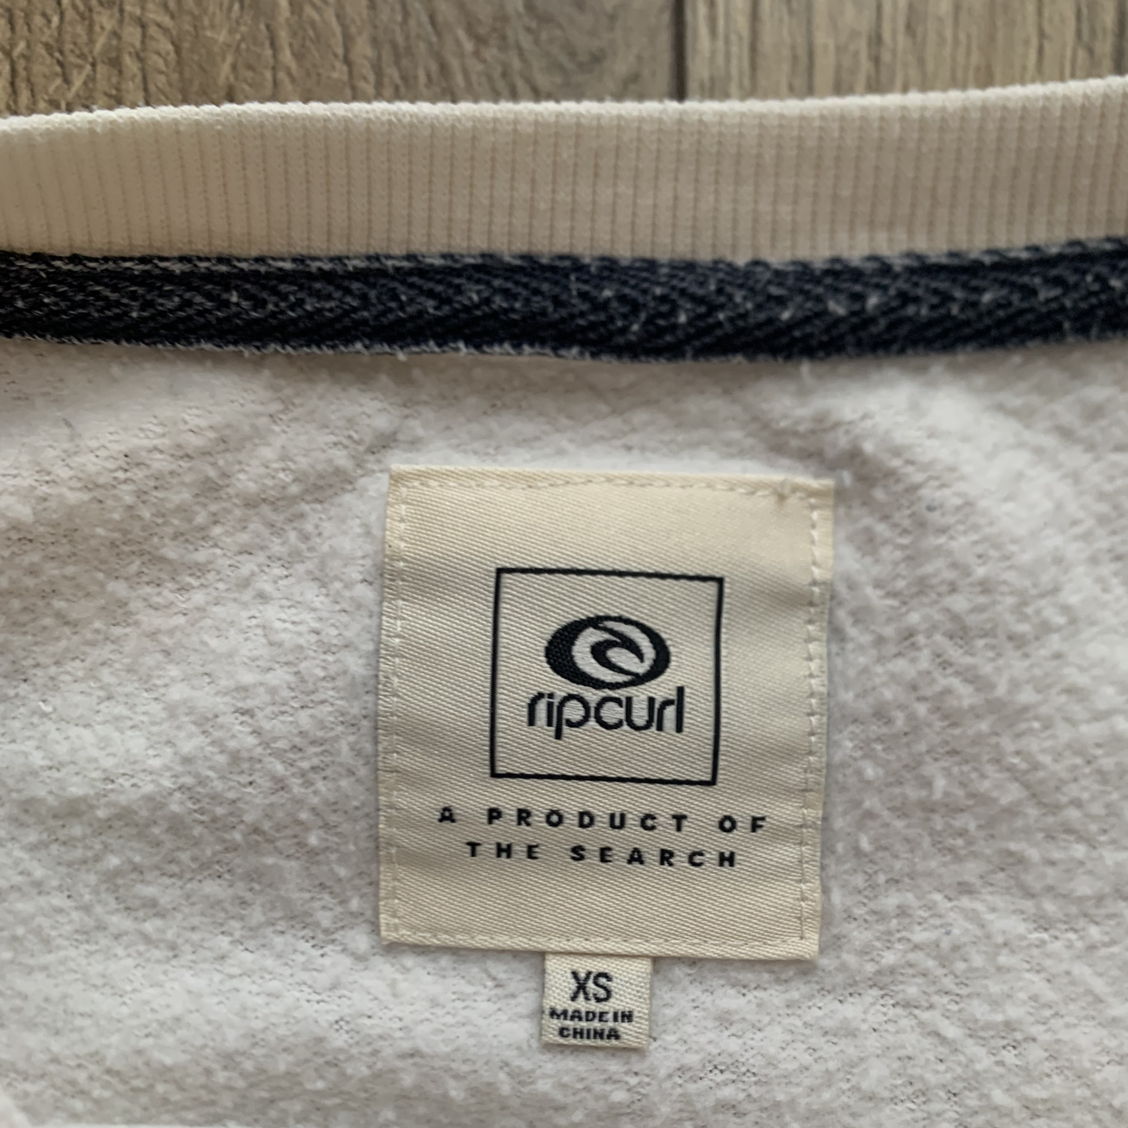 ripcurl
A PRODUCT OF
THE SEARCH
XS
MADE IN
CHINA